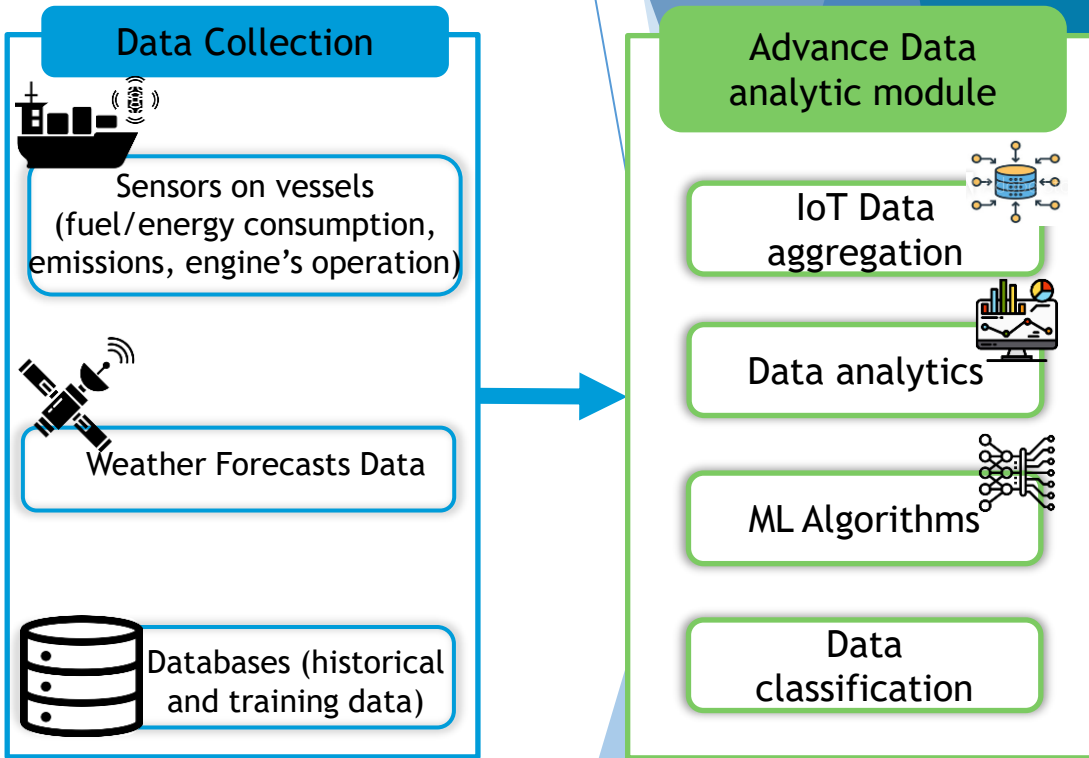 Data Collection
Sensors on vessels
(fuel/energy consumption,
emissions, engine’s operation)
Weather Forecasts Data
Databases (historical
and training data)
Advance Data
analytic module
IoT Data
aggregation
Data analytics
ML Algorithms
Data
classification